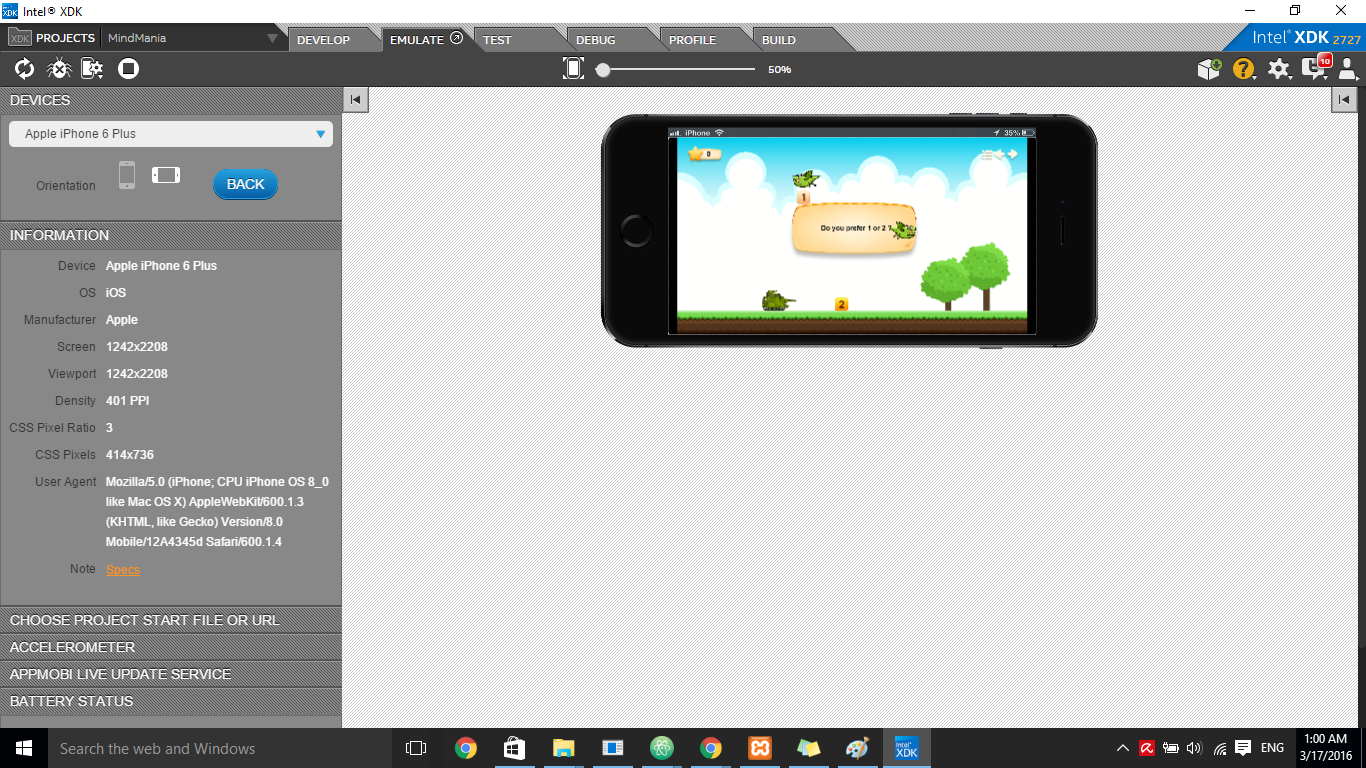 Intel® XDK
XDK PROJECTS MindMania
DEVELOP
EMULATE
TEST
DEBUG
PROFILE
BUILD
Intel® XDK 2727
50%
10
DEVICES
Apple iPhone 6 Plus
Orientation
BACK
INFORMATION
Device Apple iPhone 6 Plus
OS iOS
Manufacturer Apple
Screen 1242x2208
Viewport 1242x2208
Density 401 PPI
CSS Pixel Ratio 3
CSS Pixels 414x736
User Agent Mozilla/5.0 (iPhone; CPU iPhone OS 8_0
like Mac OS X) AppleWebKit/600.1.3
(KHTML, like Gecko) Version/8.0
Mobile/12A4345d Safari/600.1.4
Note Specs
CHOOSE PROJECT START FILE OR URL
ACCELEROMETER
APPMOBI LIVE UPDATE SERVICE
BATTERY STATUS
iPhone 35%
0
1
Do you prefer 1 or 2 ?
2
Search the web and Windows
Intel® XDK
ENG
1:00 AM
3/17/2016